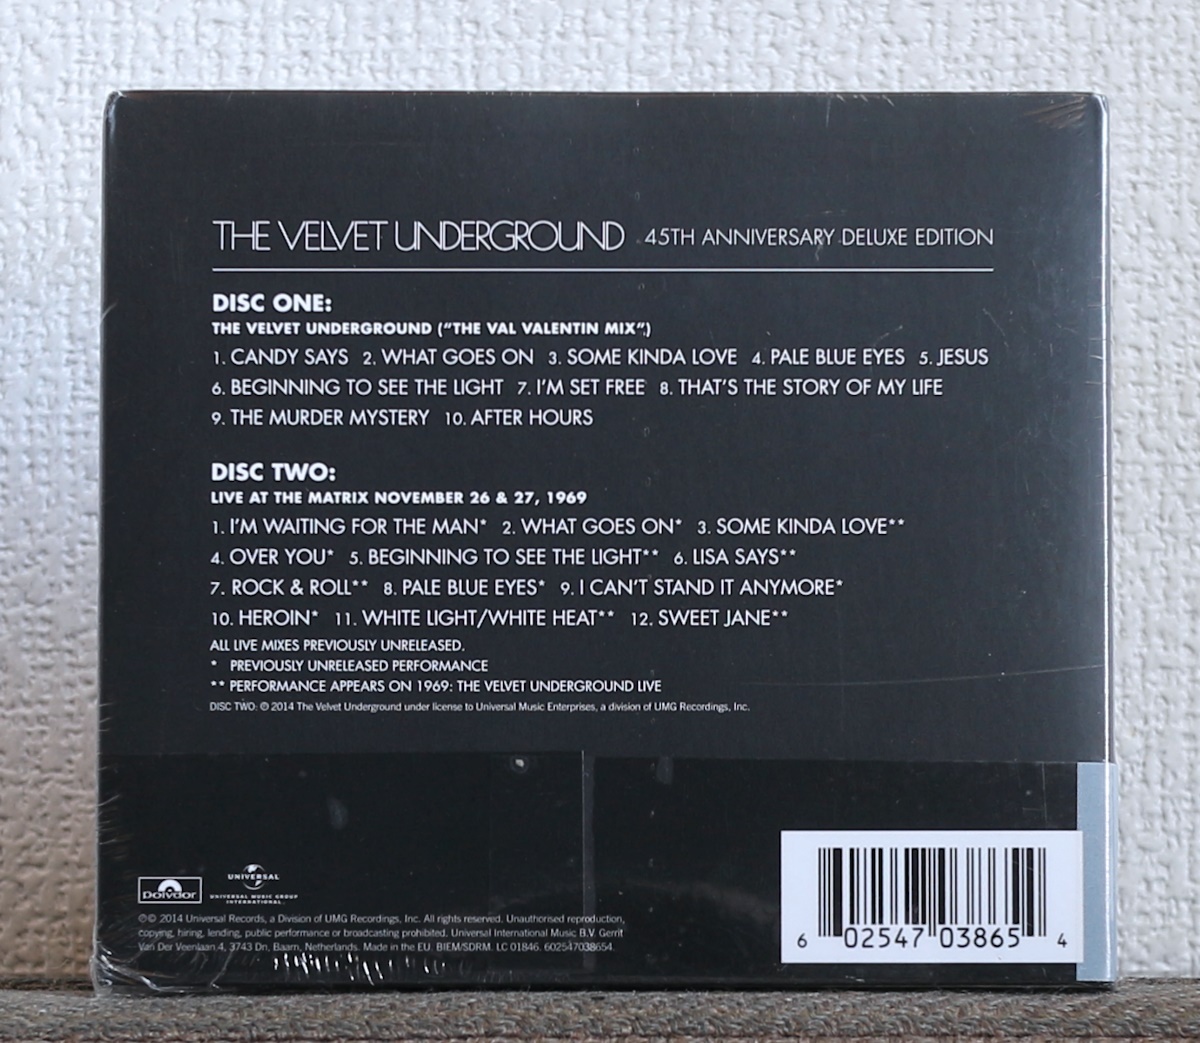 THE VELVET UNDERGROUND 45TH ANNIVERSARY DELUXE EDITION
DISC ONE:
THE VELVET UNDERGROUND ("THE VAL VALENTIN MIX")
1. CANDY SAYS 2. WHAT GOES ON 3. SOME KINDA LOVE 4. PALE BLUE EYES 5. JESUS
6. BEGINNING TO SEE THE LIGHT 7. I'M SET FREE 8. THAT'S THE STORY OF MY LIFE
9. THE MURDER MYSTERY 10. AFTER HOURS
DISC TWO:
LIVE AT THE MATRIX NOVEMBER 26 & 27, 1969
1. I'M WAITING FOR THE MAN* 2. WHAT GOES ON* 3. SOME KINDA LOVE**
4. OVER YOU* 5. BEGINNING TO SEE THE LIGHT** 6. LISA SAYS**
7. ROCK & ROLL** 8. PALE BLUE EYES* 9. I CAN'T STAND IT ANYMORE*
10. HEROIN* 11. WHITE LIGHT/WHITE HEAT** 12. SWEET JANE**
ALL LIVE MIXES PREVIOUSLY UNRELEASED.
* PREVIOUSLY UNRELEASED PERFORMANCE
** PERFORMANCE APPEARS ON 1969: THE VELVET UNDERGROUND LIVE
DISC TWO: ℗ 2014 The Velvet Underground under license to Universal Music Enterprises, a division of UMG Recordings, Inc.
Polydor
UNIVERSAL
UNIVERSAL MUSIC GROUP
INTERNATIONAL
℗© 2014 Universal Records, a Division of UMG Recordings, Inc. All rights reserved. Unauthorised reproduction,
copying, hiring, lending, public performance or broadcasting prohibited. Universal International Music B.V. Gerrit
Van Der Veenlaan 4, 3743 Dn, Baarn, Netherlands. Made in the EU. BIEM/SDRM. LC 01846. 602547038654.
6 02547 03865 4